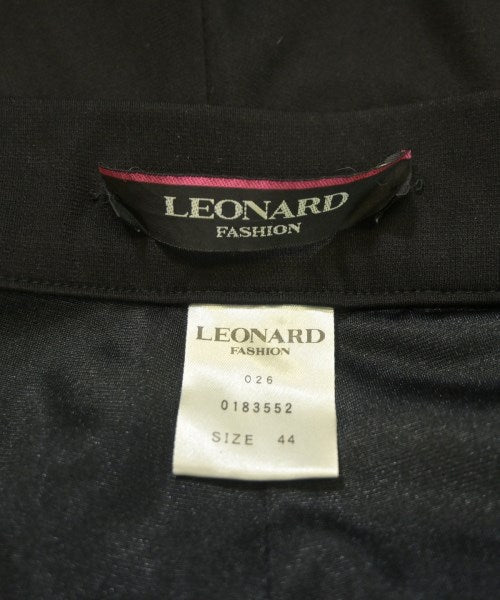 LEONARD
FASHION
LEONARD
FASHION
026
0183552
SIZE 44